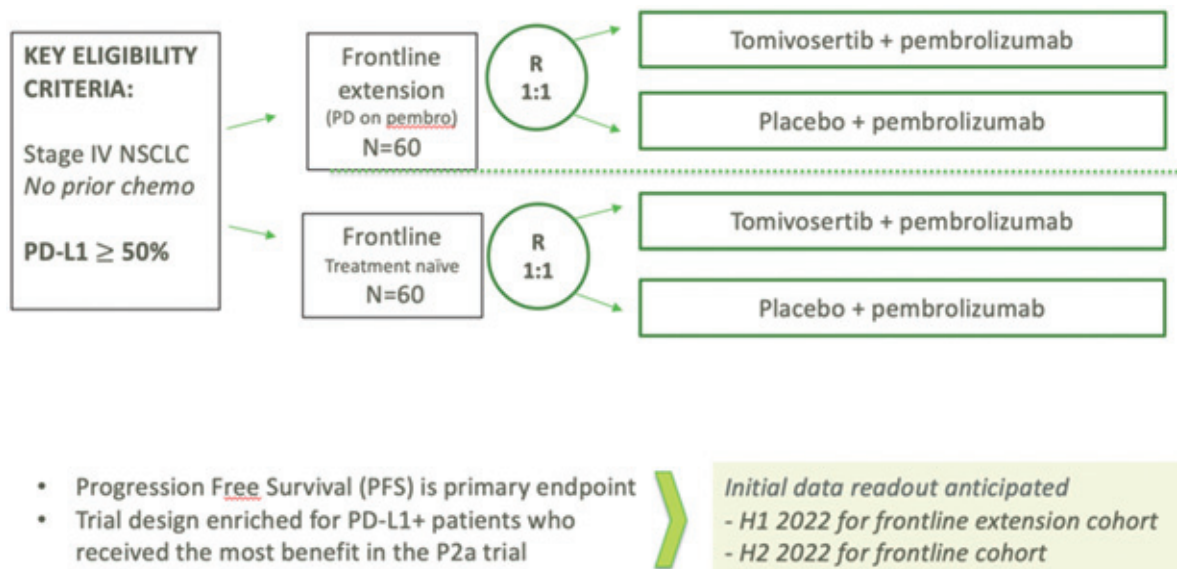 KEY ELIGIBILITY
CRITERIA:
Stage IV NSCLC
No prior chemo
PD-L1 ≥ 50%
Frontline
extension
(PD on pembro)
N=60
R
1:1
Tomivosertib + pembrolizumab
Placebo + pembrolizumab
Frontline
Treatment naïve
N=60
R
1:1
Tomivosertib + pembrolizumab
Placebo + pembrolizumab
• Progression Free Survival (PFS) is primary endpoint
• Trial design enriched for PD-L1+ patients who
received the most benefit in the P2a trial
Initial data readout anticipated
- H1 2022 for frontline extension cohort
- H2 2022 for frontline cohort